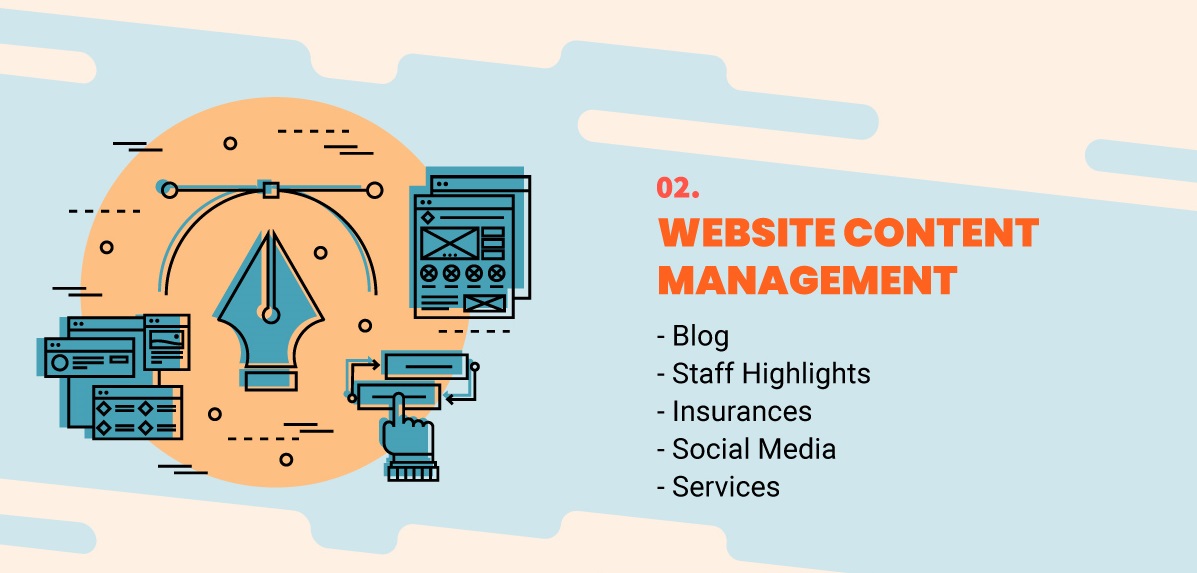 02.
WEBSITE CONTENT
MANAGEMENT
- Blog
- Staff Highlights
- Insurances
- Social Media
- Services